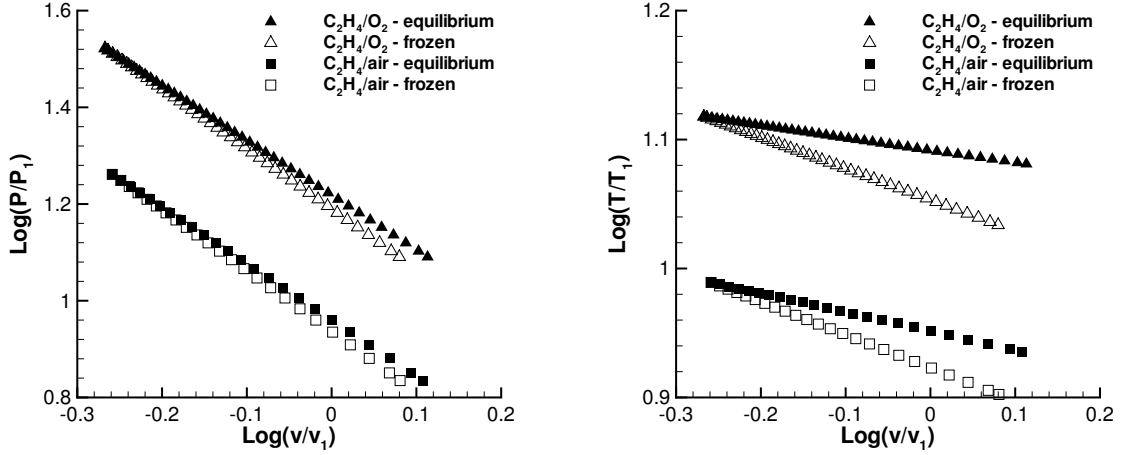 C₂H₄/O₂ - equilibrium
C₂H₄/O₂ - frozen
C₂H₄/air - equilibrium
C₂H₄/air - frozen
Log(P/P₁)
1.6
1.4
1.2
1
0.8
-0.3
-0.2
-0.1
0
0.1
0.2
Log(v/v₁)
C₂H₄/O₂ - equilibrium
C₂H₄/O₂ - frozen
C₂H₄/air - equilibrium
C₂H₄/air - frozen
Log(T/T₁)
1.2
1.1
1
0.9
-0.3
-0.2
-0.1
0
0.1
0.2
Log(v/v₁)